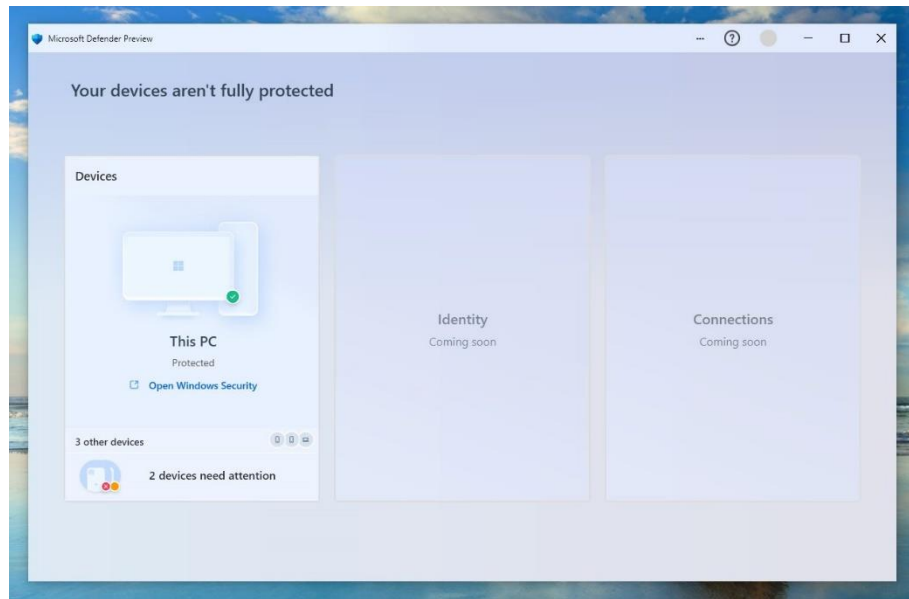 Microsoft Defender Preview
Your devices aren't fully protected
Devices
This PC
Protected
Open Windows Security
3 other devices
2 devices need attention
Identity
Coming soon
Connections
Coming soon